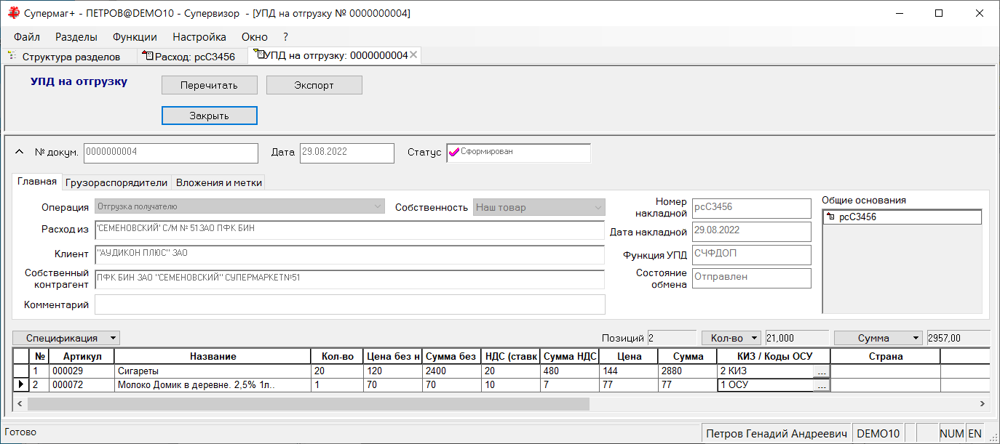 Супермаг+ - ПЕТРОВ@DEMO10 - Супервизор - [УПД на отгрузку № 0000000004]
Файл Разделы Функции Настройка Окно ?
Структура разделов Расход: рсС3456 УПД на отгрузку: 0000000004
УПД на отгрузку Перечитать Экспорт
Закрыть
№ докум. 0000000004 Дата 29.08.2022 Статус Сформирован
Главная Грузораспорядители Вложения и метки
Операция Отгрузка получателю Собственность Наш товар
Номер накладной рсС3456
Общие основания
рсС3456
Расход из 'СЕМЕНОВСКИЙ' С/М № 51 ЗАО ПФК БИН
Дата накладной 29.08.2022
Клиент "АУДИКОН ПЛЮС" ЗАО
Функция УПД СЧФДОП
Собственный контрагент ПФК БИН ЗАО "СЕМЕНОВСКИЙ" СУПЕРМАРКЕТ№51
Состояние обмена Отправлен
Комментарий
Спецификация Позиций 2 Кол-во 21,000 Сумма 2957,00
№ Артикул Название Кол-во Цена без н Сумма без НДС (ставк Сумма НДС Цена Сумма КИЗ / Коды ОСУ Страна
1 000029 Сигареты 20 120 2400 20 480 144 2880 2 КИЗ ...
2 000072 Молоко Домик в деревне. 2,5% 1л.. 1 70 70 10 7 77 77 1 ОСУ ...
Готово Петров Генадий Андреевич DEMO10 NUM EN